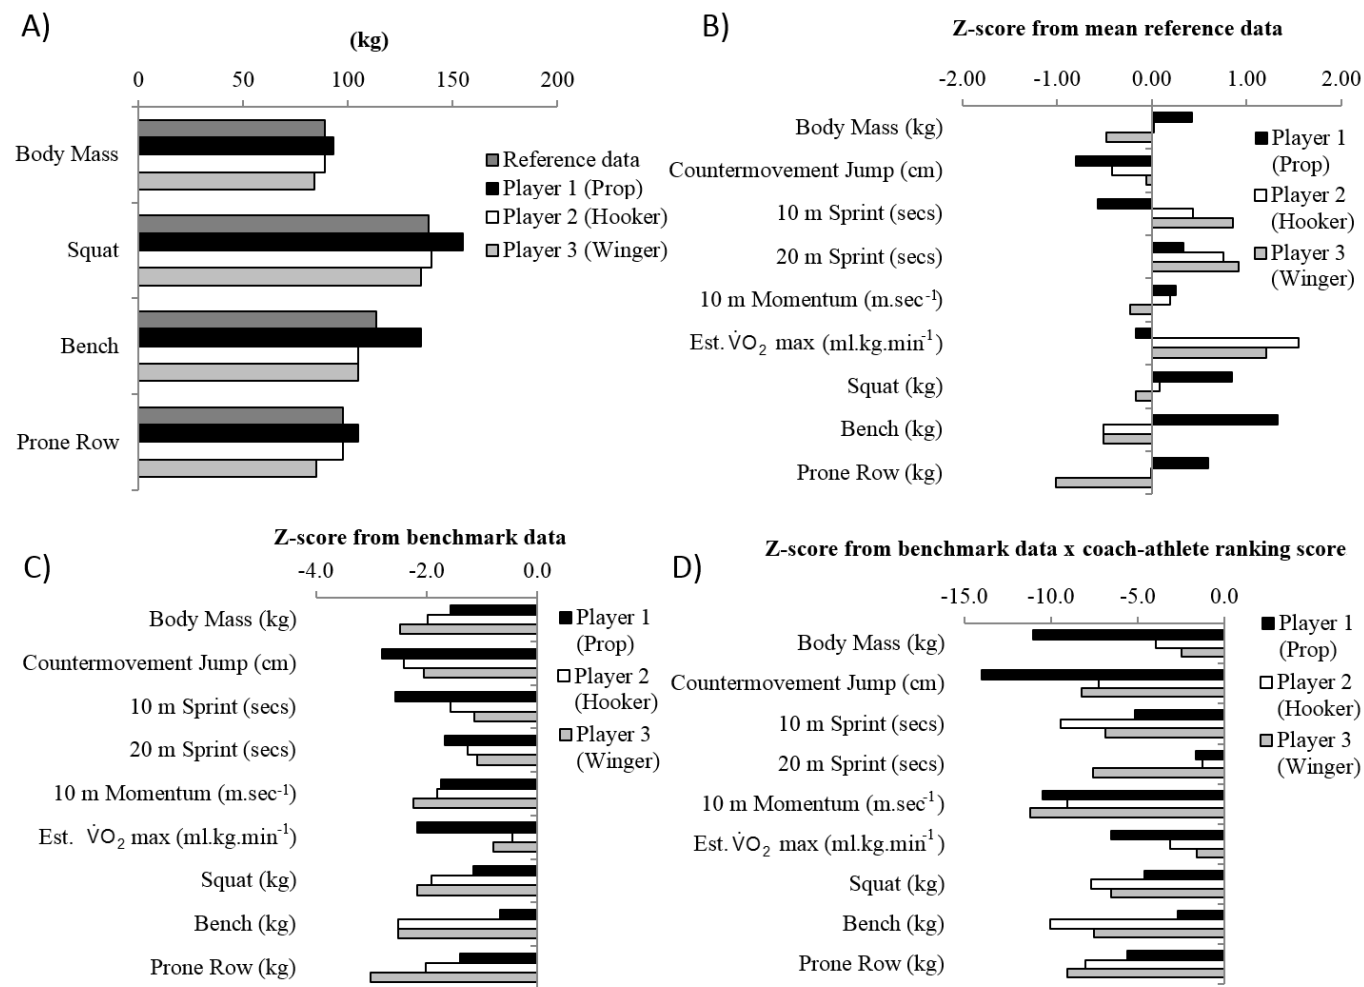 A)
(kg)
0 50 100 150 200
Body Mass
Squat
Bench
Prone Row
Reference data
Player 1 (Prop)
Player 2 (Hooker)
Player 3 (Winger)
B)
Z-score from mean reference data
-2.00 -1.00 0.00 1.00 2.00
Body Mass (kg)
Countermovement Jump (cm)
10 m Sprint (secs)
20 m Sprint (secs)
10 m Momentum (m.sec⁻¹)
Est. V̇O₂ max (ml.kg.min⁻¹)
Squat (kg)
Bench (kg)
Prone Row (kg)
Player 1
(Prop)
Player 2
(Hooker)
Player 3
(Winger)
C)
Z-score from benchmark data
-4.0 -2.0 0.0
Body Mass (kg)
Countermovement Jump (cm)
10 m Sprint (secs)
20 m Sprint (secs)
10 m Momentum (m.sec⁻¹)
Est. V̇O₂ max (ml.kg.min⁻¹)
Squat (kg)
Bench (kg)
Prone Row (kg)
Player 1
(Prop)
Player 2
(Hooker)
Player 3
(Winger)
D)
Z-score from benchmark data x coach-athlete ranking score
-15.0 -10.0 -5.0 0.0
Body Mass (kg)
Countermovement Jump (cm)
10 m Sprint (secs)
20 m Sprint (secs)
10 m Momentum (m.sec⁻¹)
Est. V̇O₂ max (ml.kg.min⁻¹)
Squat (kg)
Bench (kg)
Prone Row (kg)
Player 1
(Prop)
Player 2
(Hooker)
Player 3
(Winger)